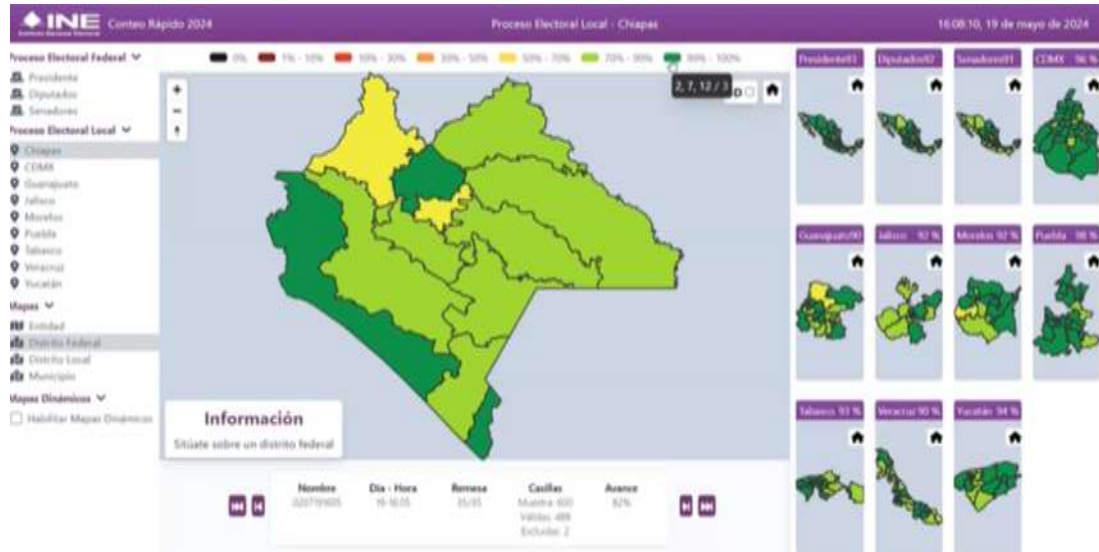 INE
Instituto Nacional Electoral
Conteo Rápido 2024
Proceso Electoral Local - Chiapas
16:08:10, 19 de mayo de 2024
Proceso Electoral Federal
Presidente
Diputados
Senadores
Proceso Electoral Local
Chiapas
CDMX
Guanajuato
Jalisco
Morelos
Puebla
Tabasco
Veracruz
Yucatán
Mapas
Entidad
Distrito Federal
Distrito Local
Municipio
Mapas Dinámicos
Habilitar Mapas Dinámicos
0% 1% - 10% 10% - 30% 30% - 50% 50% - 70% 70% - 90% 90% - 100%
2, 7, 12 / 3
+
-
Información
Sitúate sobre un distrito federal
Nombre Día - Hora Remesa Casillas Avance
35/35 Muestra: 600 82%
Válidas: 489
Excluidas: 2
Presidente93 Diputados92 Senadores91 CDMX 96 %
Guanajuato90 Jalisco 92 % Morelos 92 % Puebla 98 %
Tabasco 93 % Veracruz 90 % Yucatán 94 %